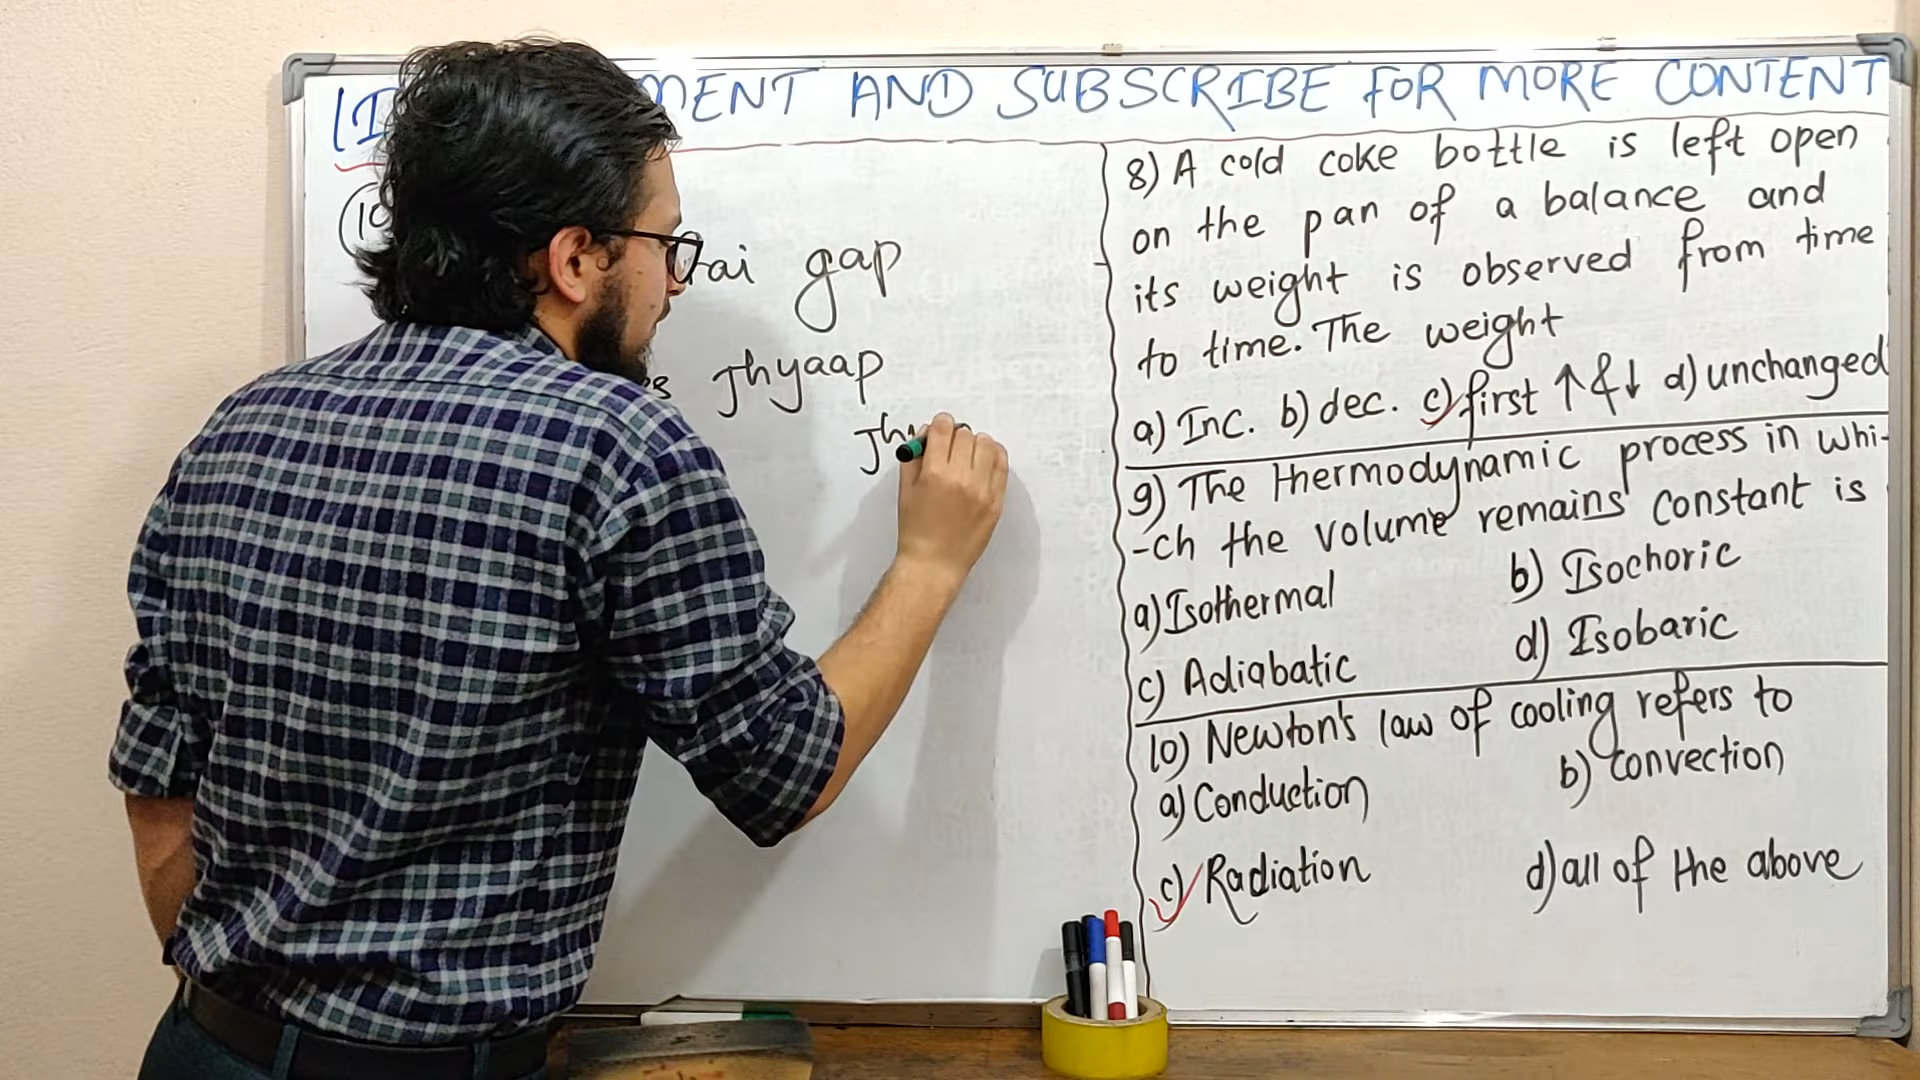 MENT AND SUBSCRIBE FOR MORE CONTENT
gap
Jhyaap
8) A cold coke bottle is left open
on the pan of a balance and
its weight is observed from time
to time. The weight
a) Inc. b) dec. c) first ↑ & ↓ d) unchanged
9) The thermodynamic process in whi-
-ch the volume remains constant is
a) Isothermal b) Isochoric
c) Adiabatic d) Isobaric
10) Newton's law of cooling refers to
a) Conduction b) convection
c) Radiation d) all of the above